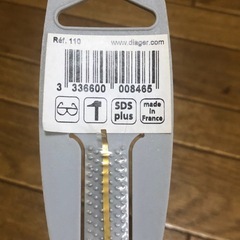 Réf. 110 www.diager.com
3 336600 008465
1 SDS plus made in France